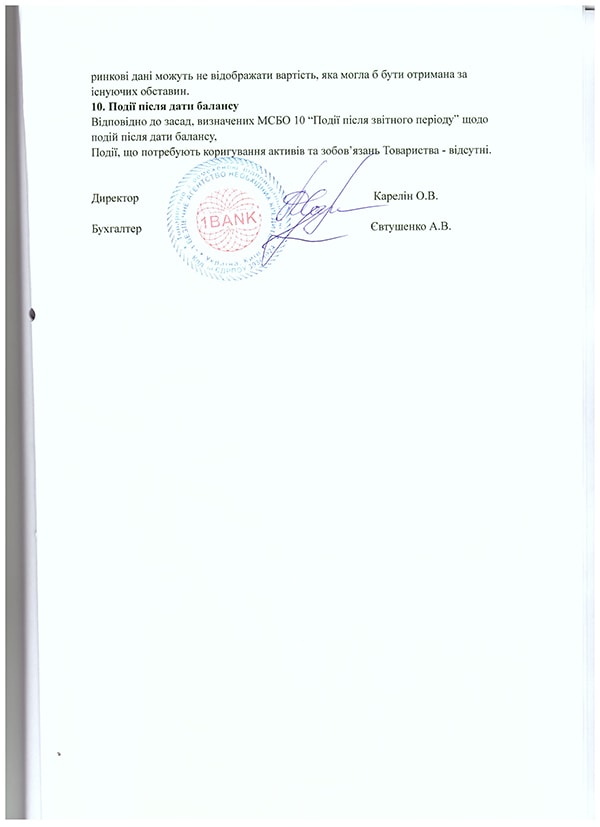 ринкові дані можуть не відображати вартість, яка могла б бути отримана за
існуючих обставин.
10. Події після дати балансу
Відповідно до засад, визначених МСБО 10 “Події після звітного періоду” щодо
подій після дати балансу,
Події, що потребують коригування активів та зобов’язань Товариства - відсутні.
Директор
Карелін О.В.
1BANK
Бухгалтер
Євтушенко А.В.